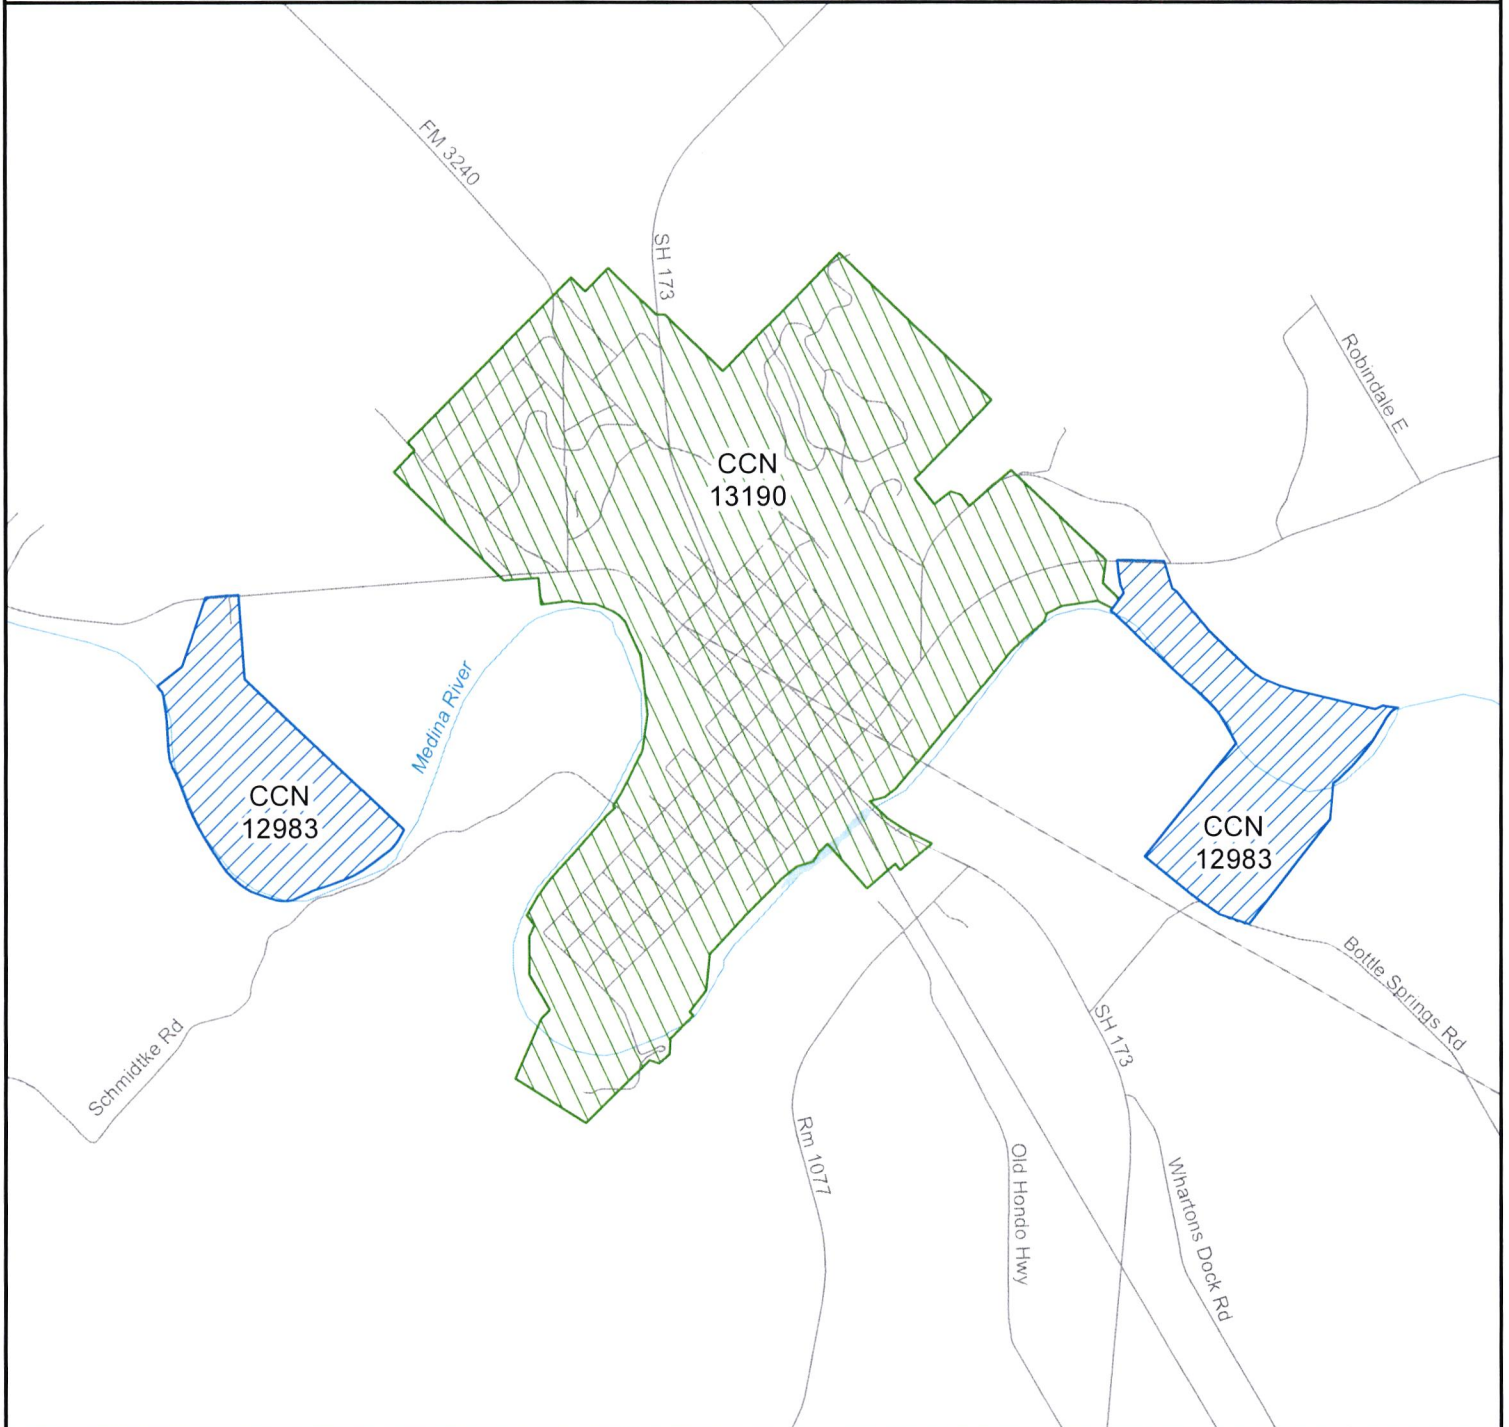 FM 3240
SH 173
Robindale E
CCN
13190
Medina River
CCN
12983
CCN
12983
Bottle Springs Rd
Schmidtke Rd
SH 173
Rm 1077
Old Hondo Hwy
Whartons Dock Rd